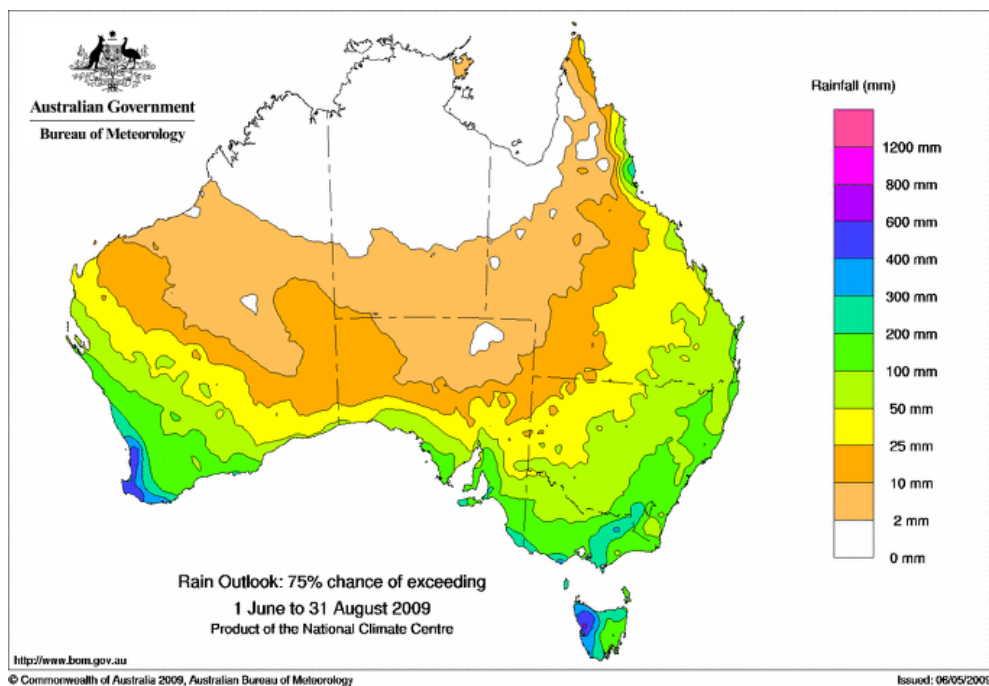 Australian Government
Bureau of Meteorology
Rainfall (mm)
1200 mm
800 mm
600 mm
400 mm
300 mm
200 mm
100 mm
50 mm
25 mm
10 mm
2 mm
0 mm
Rain Outlook: 75% chance of exceeding
1 June to 31 August 2009
Product of the National Climate Centre
http://www.bom.gov.au
© Commonwealth of Australia 2009, Australian Bureau of Meteorology
Issued: 06/05/2009